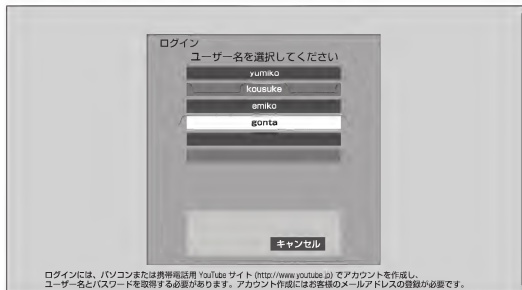 ログイン
ユーザー名を選択してください
yumiko
kousuke
amiko
gonta
キャンセル
ログインには、パソコンまたは携帯電話用 YouTube サイト (http://www.youtube.jp) でアカウントを作成し、
ユーザー名とパスワードを取得する必要があります。アカウント作成にはお客様のメールアドレスの登録が必要です。